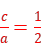 c/a = 1/2